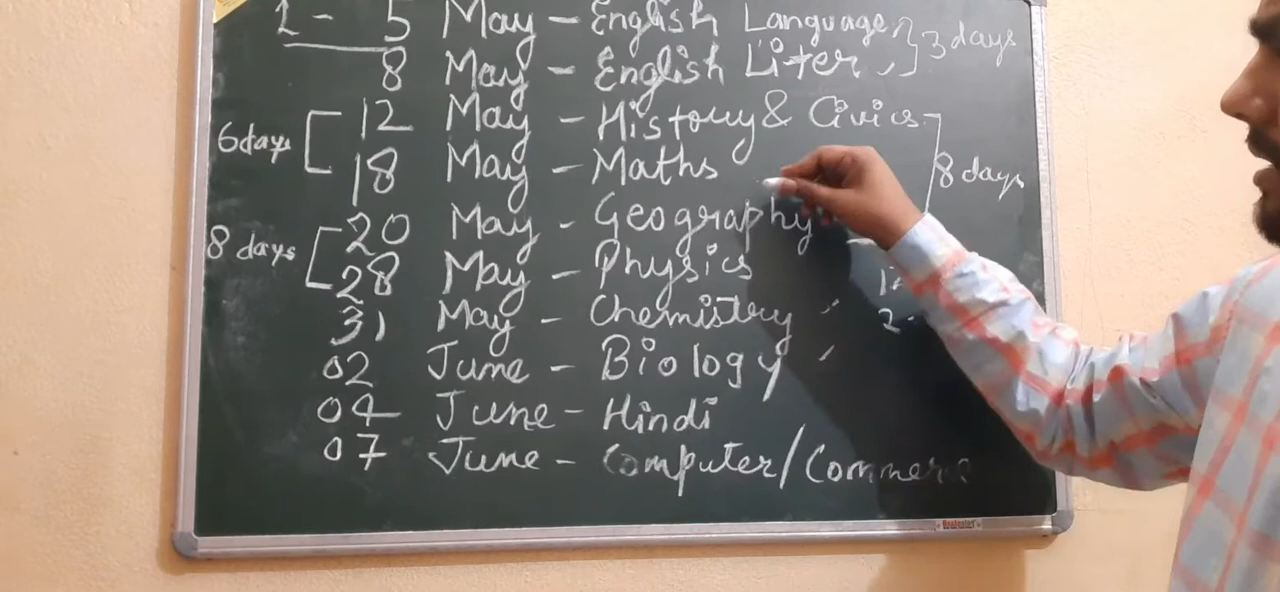 1 - 5 May - English Language } 3 days
8 May - English Liter
6 days [ 12 May - History & Civics
18 May - Maths 8 days
20 May - Geography
8 days [ 28 May - Physics
31 May - Chemistry
02 June - Biology
04 June - Hindi
07 June - Computer/Commerc